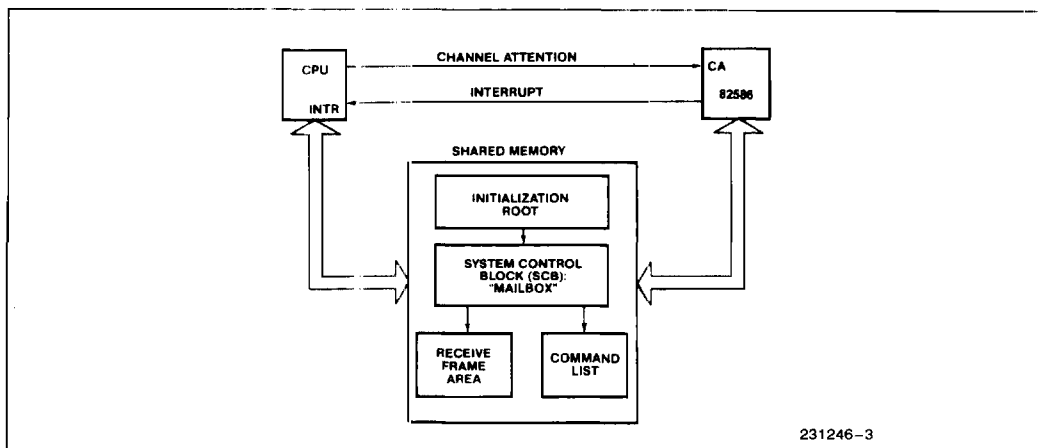 CHANNEL ATTENTION
CPU
CA
82586
INTERRUPT
INTR
SHARED MEMORY
INITIALIZATION
ROOT
SYSTEM CONTROL
BLOCK (SCB):
"MAILBOX"
RECEIVE
FRAME
AREA
COMMAND
LIST
231246-3